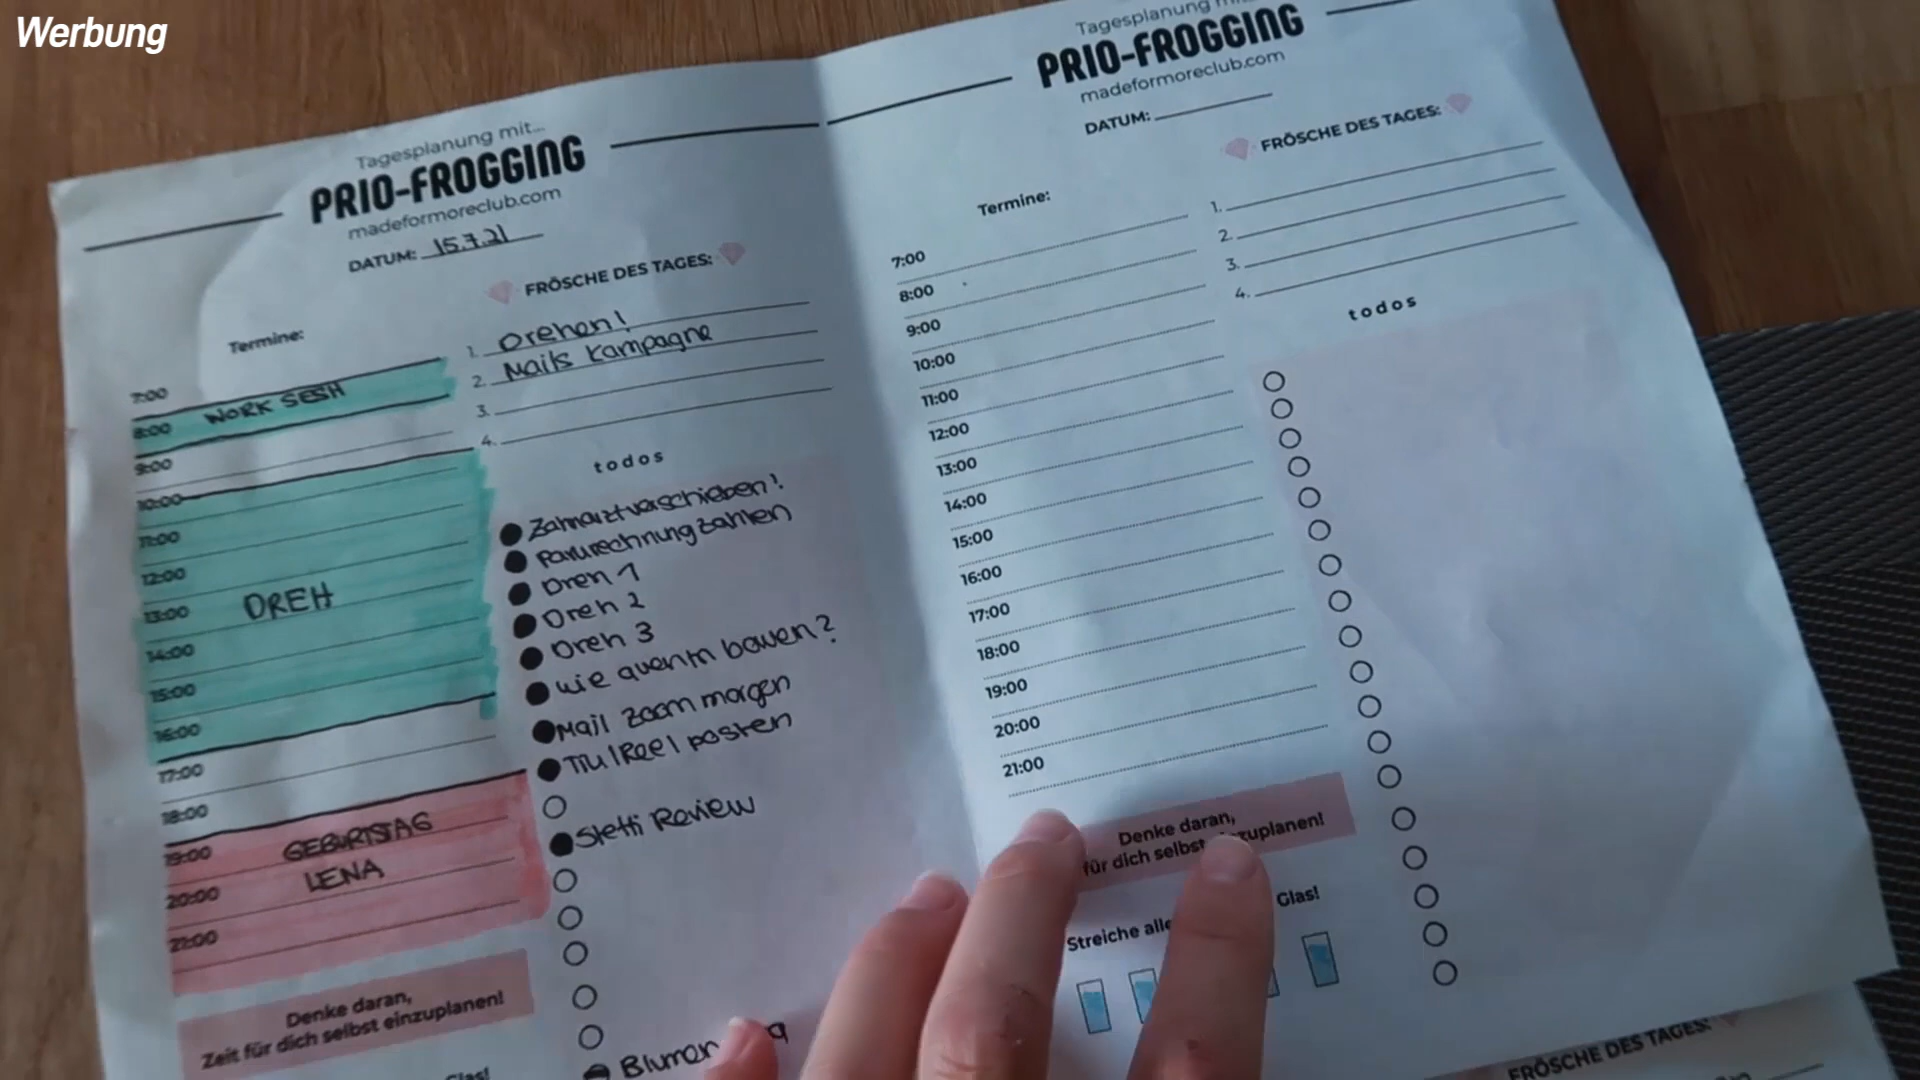 Werbung
Tagesplanung mit...
PRIO-FROGGING
madeformoreclub.com
DATUM: 15.7.21
FRÖSCHE DES TAGES:
1. Drehen!
2. Mails Kampagne
3.
4.
Termine:
7:00
8:00 WORK SESH
9:00
10:00
11:00
12:00
13:00 DREH
14:00
15:00
16:00
17:00
18:00
19:00 GEBURTSTAG
20:00 LENA
21:00
todos
Zahnarzt verschieben!
zahlen
Dreh 1
Dreh 2
Dreh 3
wie quentn bauen?
Mail Zoom morgen
Reel posten
Stetti Review
Denke daran,
Zeit für dich selbst einzuplanen!
Glas!
Tagesplanung
PRIO-FROGGING
madeformoreclub.com
DATUM:
FRÖSCHE DES TAGES:
1.
2.
3.
4.
Termine:
7:00
8:00
9:00
10:00
11:00
12:00
13:00
14:00
15:00
16:00
17:00
18:00
19:00
20:00
21:00
todos
Denke daran,
für dich selbst zuplanen!
Streiche alle Glas!
FRÖSCHE DES TAGES: